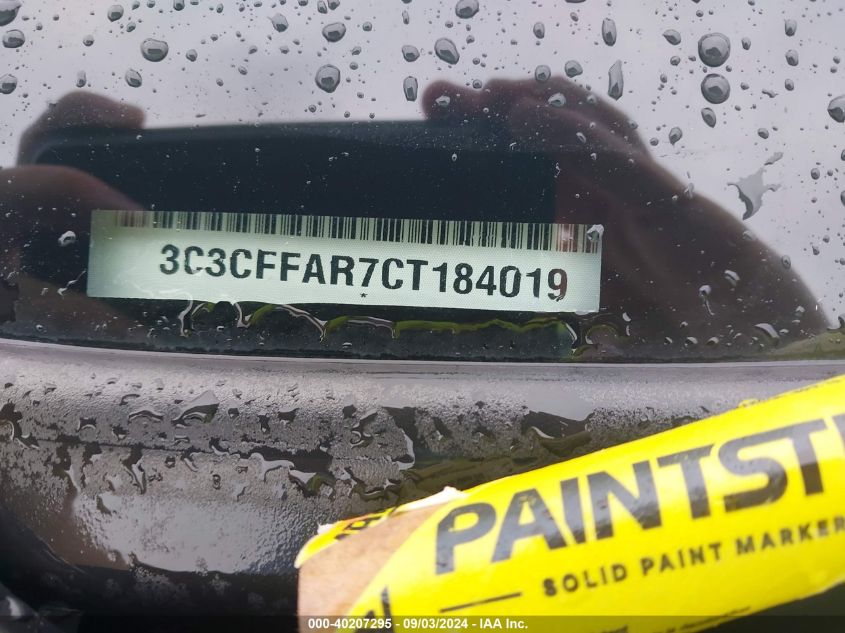 3C3CFFAR7CT184019
PAINTST
SOLID PAINT MARKER
000-40207295 - 09/03/2024 - IAA Inc.